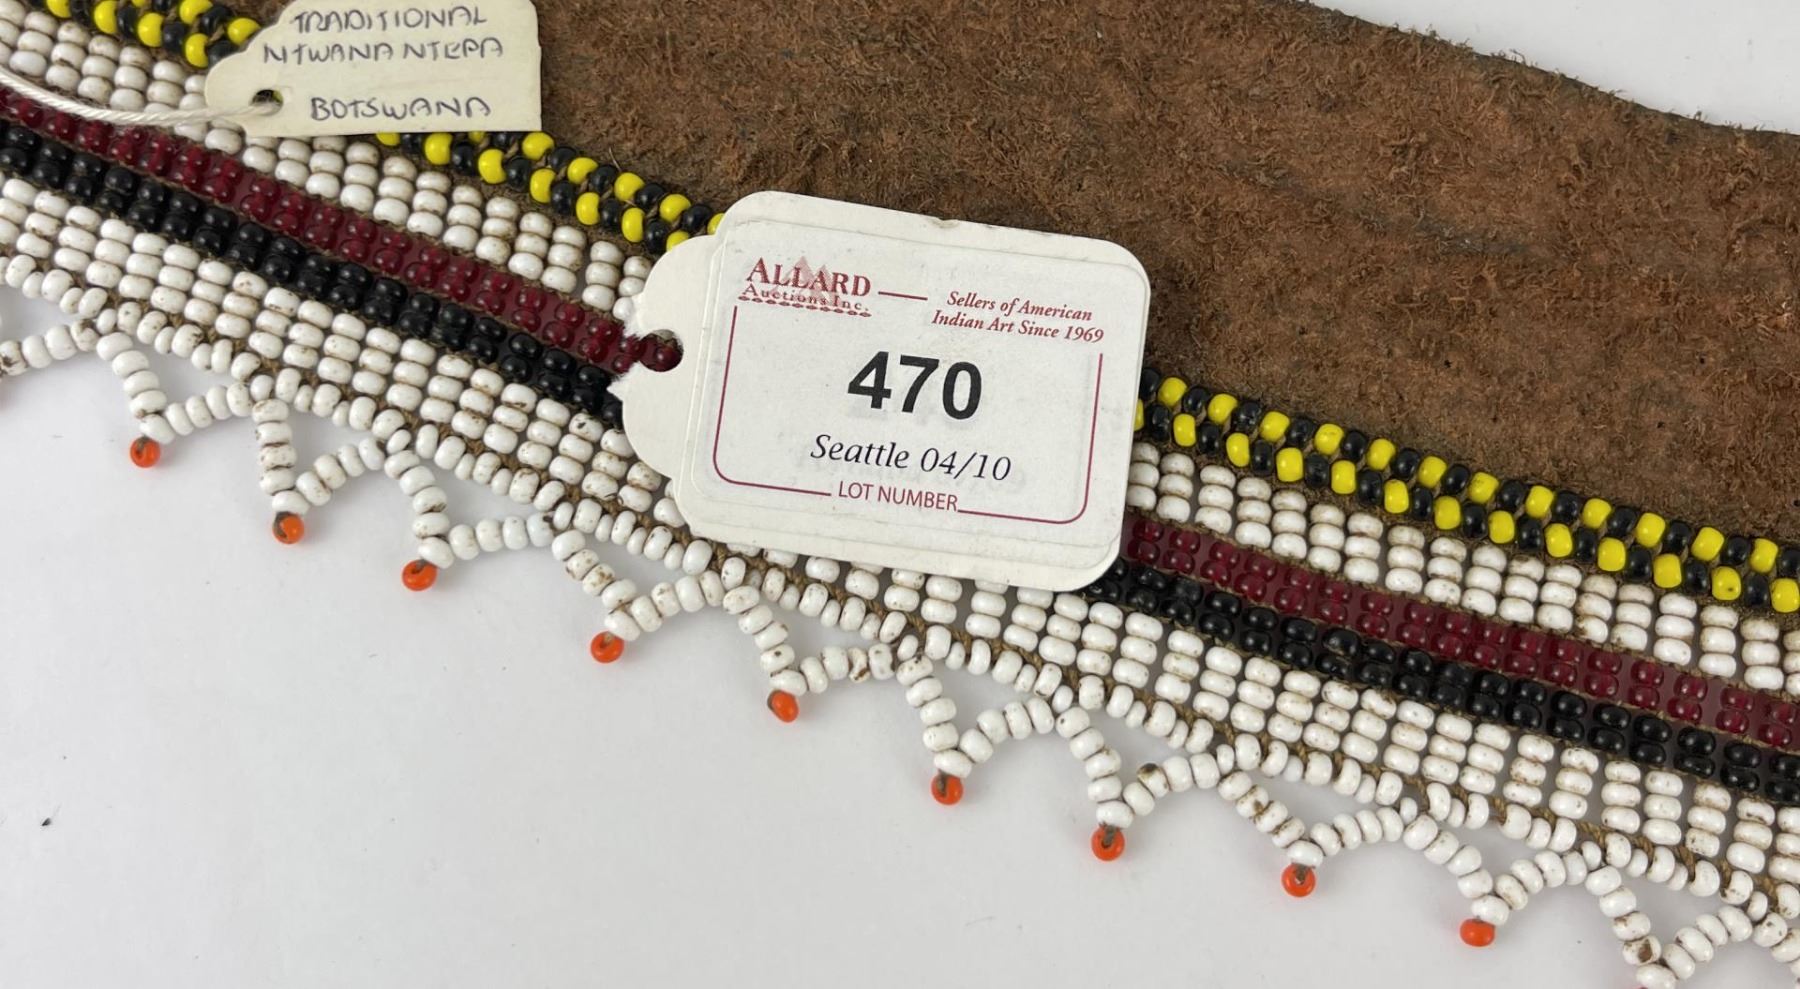 TRADITIONAL
NTWANA NTEPA
BOTSWANA
ALLARD
Auctions Inc.
Sellers of American
Indian Art Since 1969
470
Seattle 04/10
LOT NUMBER